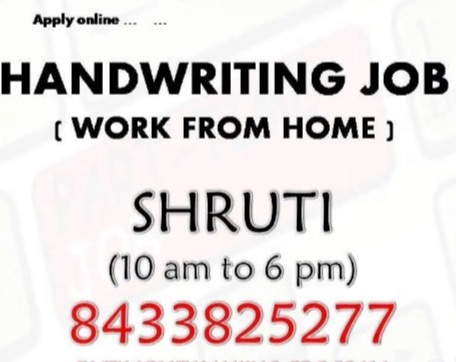 Apply online ... ...
HANDWRITING JOB
( WORK FROM HOME )
SHRUTI
(10 am to 6 pm)
8433825277